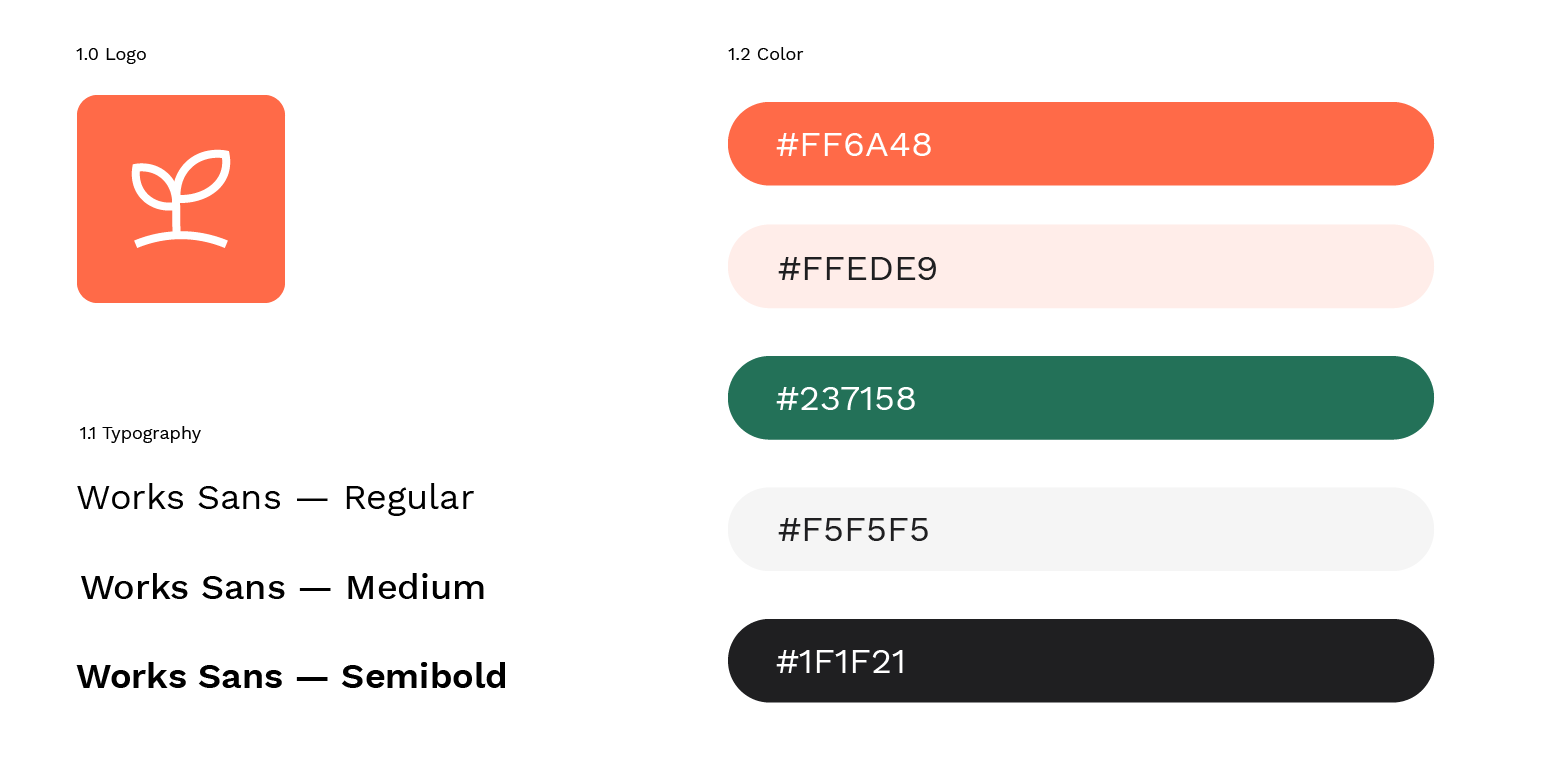 1.0 Logo
1.1 Typography
Works Sans — Regular
Works Sans — Medium
Works Sans — Semibold
1.2 Color
#FF6A48
#FFEDE9
#237158
#F5F5F5
#1F1F21